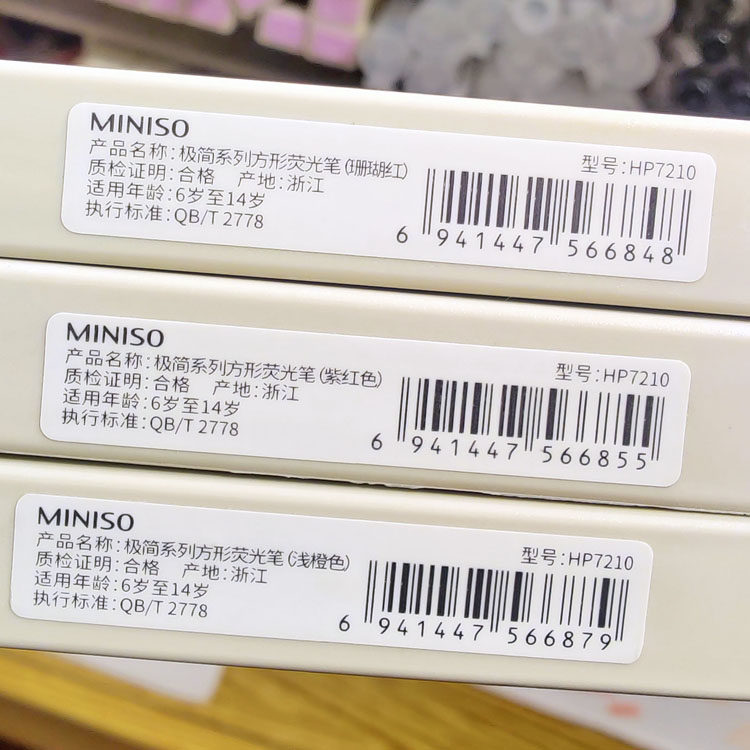 MINISO
产品名称:极简系列方形荧光笔(珊瑚红)
型号:HP7210
质检证明:合格 产地:浙江
适用年龄:6岁至14岁
执行标准:QB/T 2778
6 941447 566848
MINISO
产品名称:极简系列方形荧光笔(紫红色)
型号:HP7210
质检证明:合格 产地:浙江
适用年龄:6岁至14岁
执行标准:QB/T 2778
6 941447 566855
MINISO
产品名称:极简系列方形荧光笔(浅橙色)
型号:HP7210
质检证明:合格 产地:浙江
适用年龄:6岁至14岁
执行标准:QB/T 2778
6 941447 566879